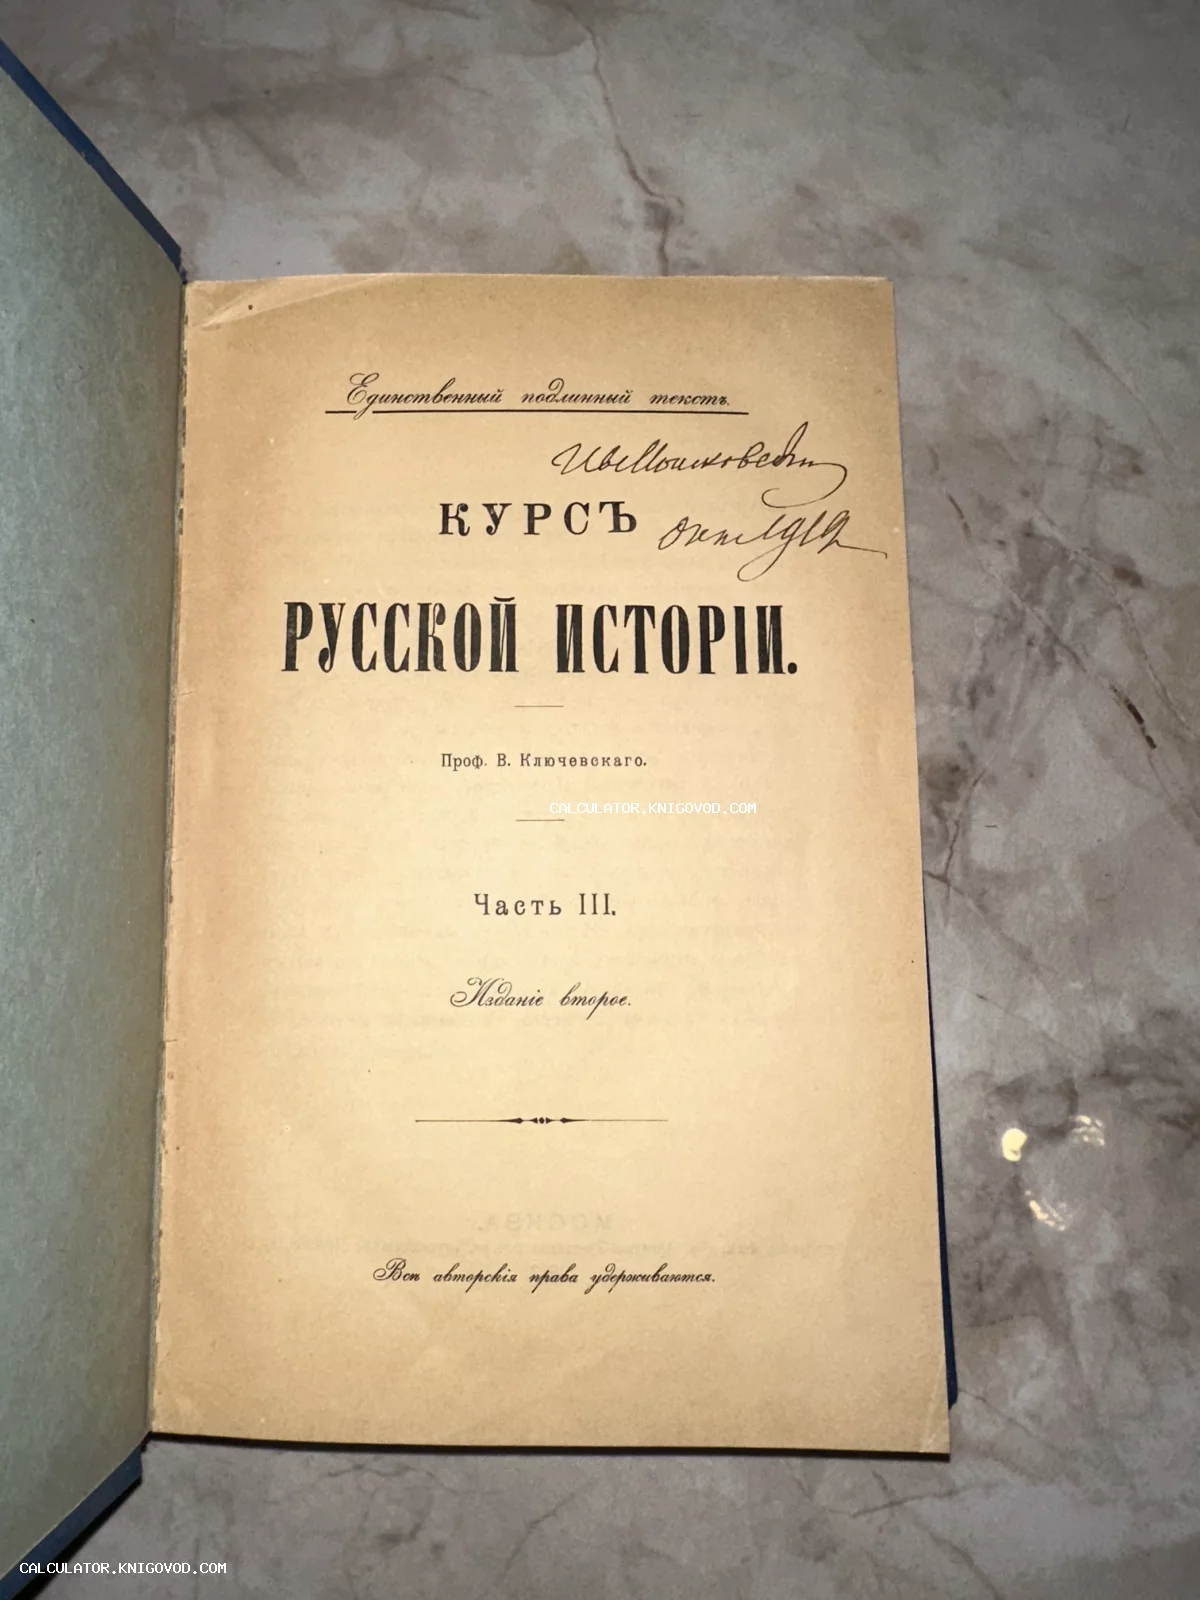 Единственный подлинный текстъ.
КУРСЪ
РУССКОЙ ИСТОРІИ.
Проф. В. Ключевскаго.
CALCULATOR.KNIGOVOD.COM
Часть III.
Изданіе второе.
МОСКВА.
Всѣ авторскія права удерживаются.
CALCULATOR.KNIGOVOD.COM